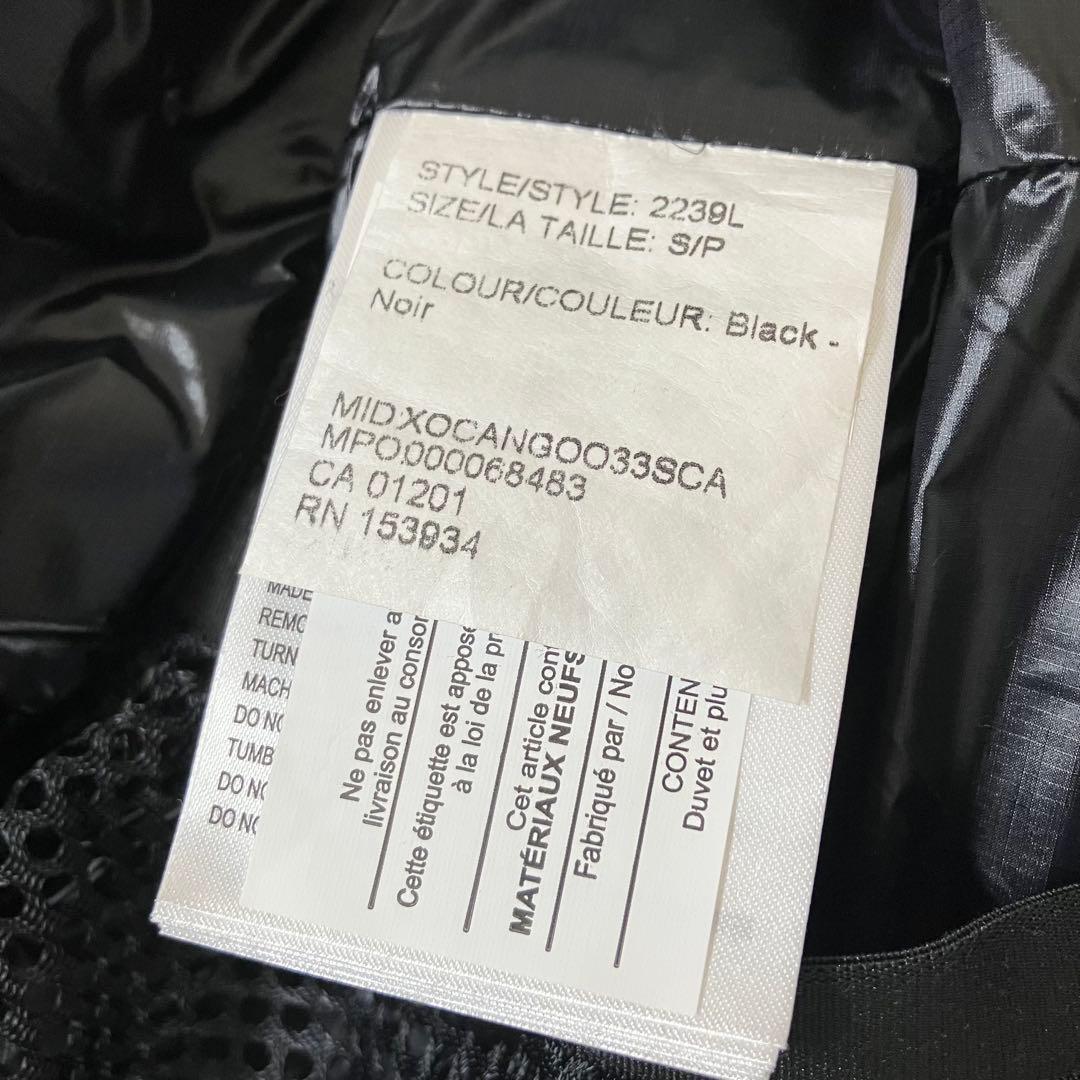 STYLE/STYLE: 2239L
SIZE/LA TAILLE: S/P
COLOUR/COULEUR: Black -
Noir
MID:XOCANGOO33SCA
MPO:000068483
CA 01201
RN 153934
MADE
REMO
TURN
MACH
DO NO
TUMB
DO NO
DO NO
Ne pas enlever a
livraison au consor
Cette étiquette est apposé
à la loi de la pr
Cet article cont
MATÉRIAUX NEUFS
Fabriqué par / No
CONTEN
Duvet et plu